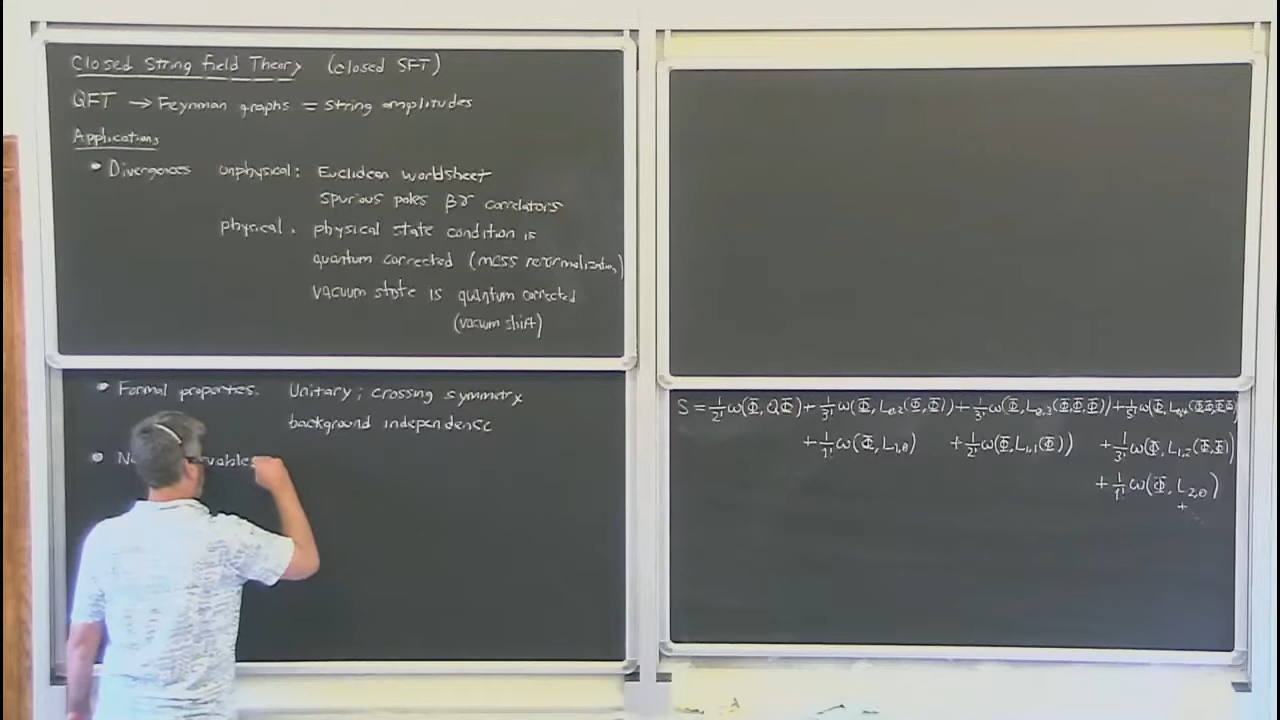 Closed String Field Theory (closed SFT)
QFT → Feynman graphs = string amplitudes
Applications
• Divergences unphysical: Euclidean worldsheet
spurious poles βγ correlators
physical: physical state condition is
quantum corrected (mass renormalization)
vacuum state is quantum corrected
(vacuum shift)
• Formal properties. Unitary; crossing symmetry
background independence
•
S = 1/2! ω(Φ, QΦ) + 1/3! ω(Φ, L0,2(Φ,Φ)) + 1/3! ω(Φ, L0,3(Φ,Φ,Φ)) + 1/5! ω(Φ, L0,4(Φ,Φ,Φ,Φ))
+ 1/1! ω(Φ, L1,0) + 1/2! ω(Φ, L1,1(Φ)) + 1/3! ω(Φ, L1,2(Φ,Φ))
+ 1/1! ω(Φ, L2,0)
+